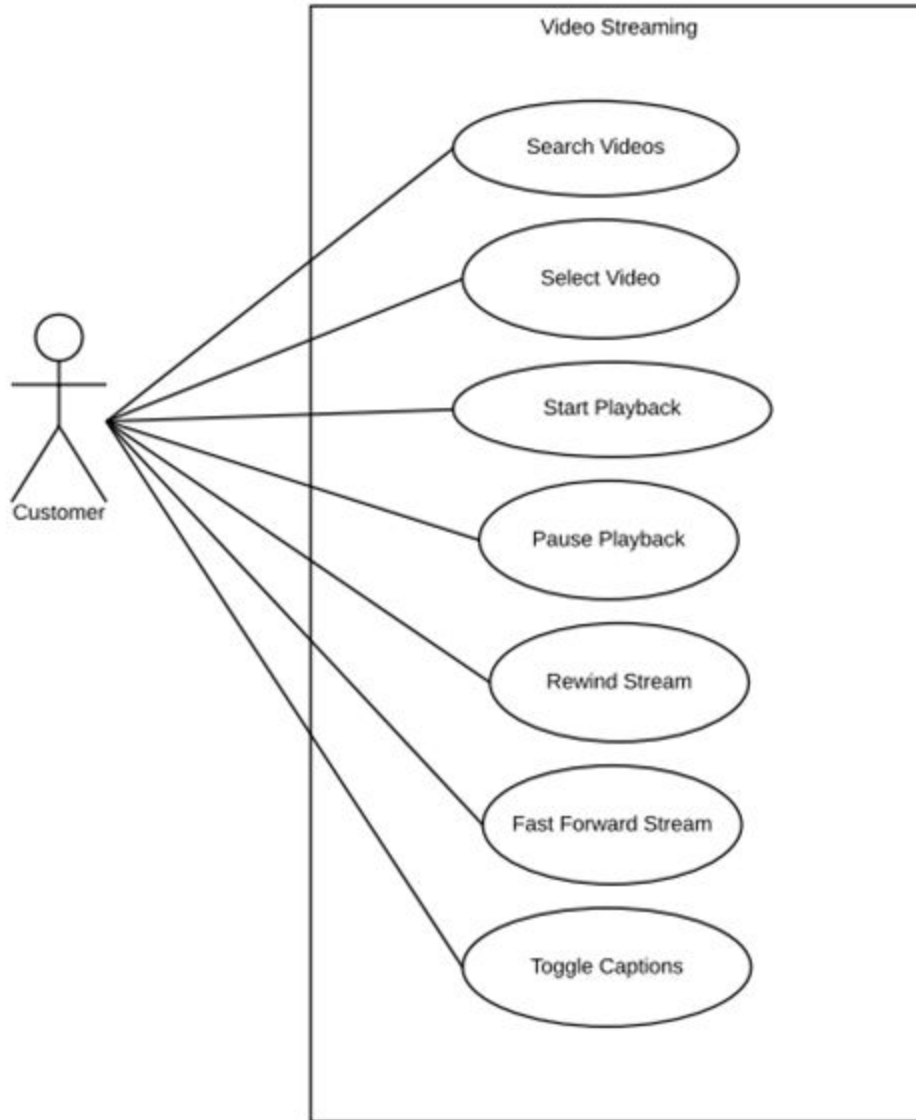 Video Streaming
Search Videos
Select Video
Start Playback
Pause Playback
Customer
Rewind Stream
Fast Forward Stream
Toggle Captions